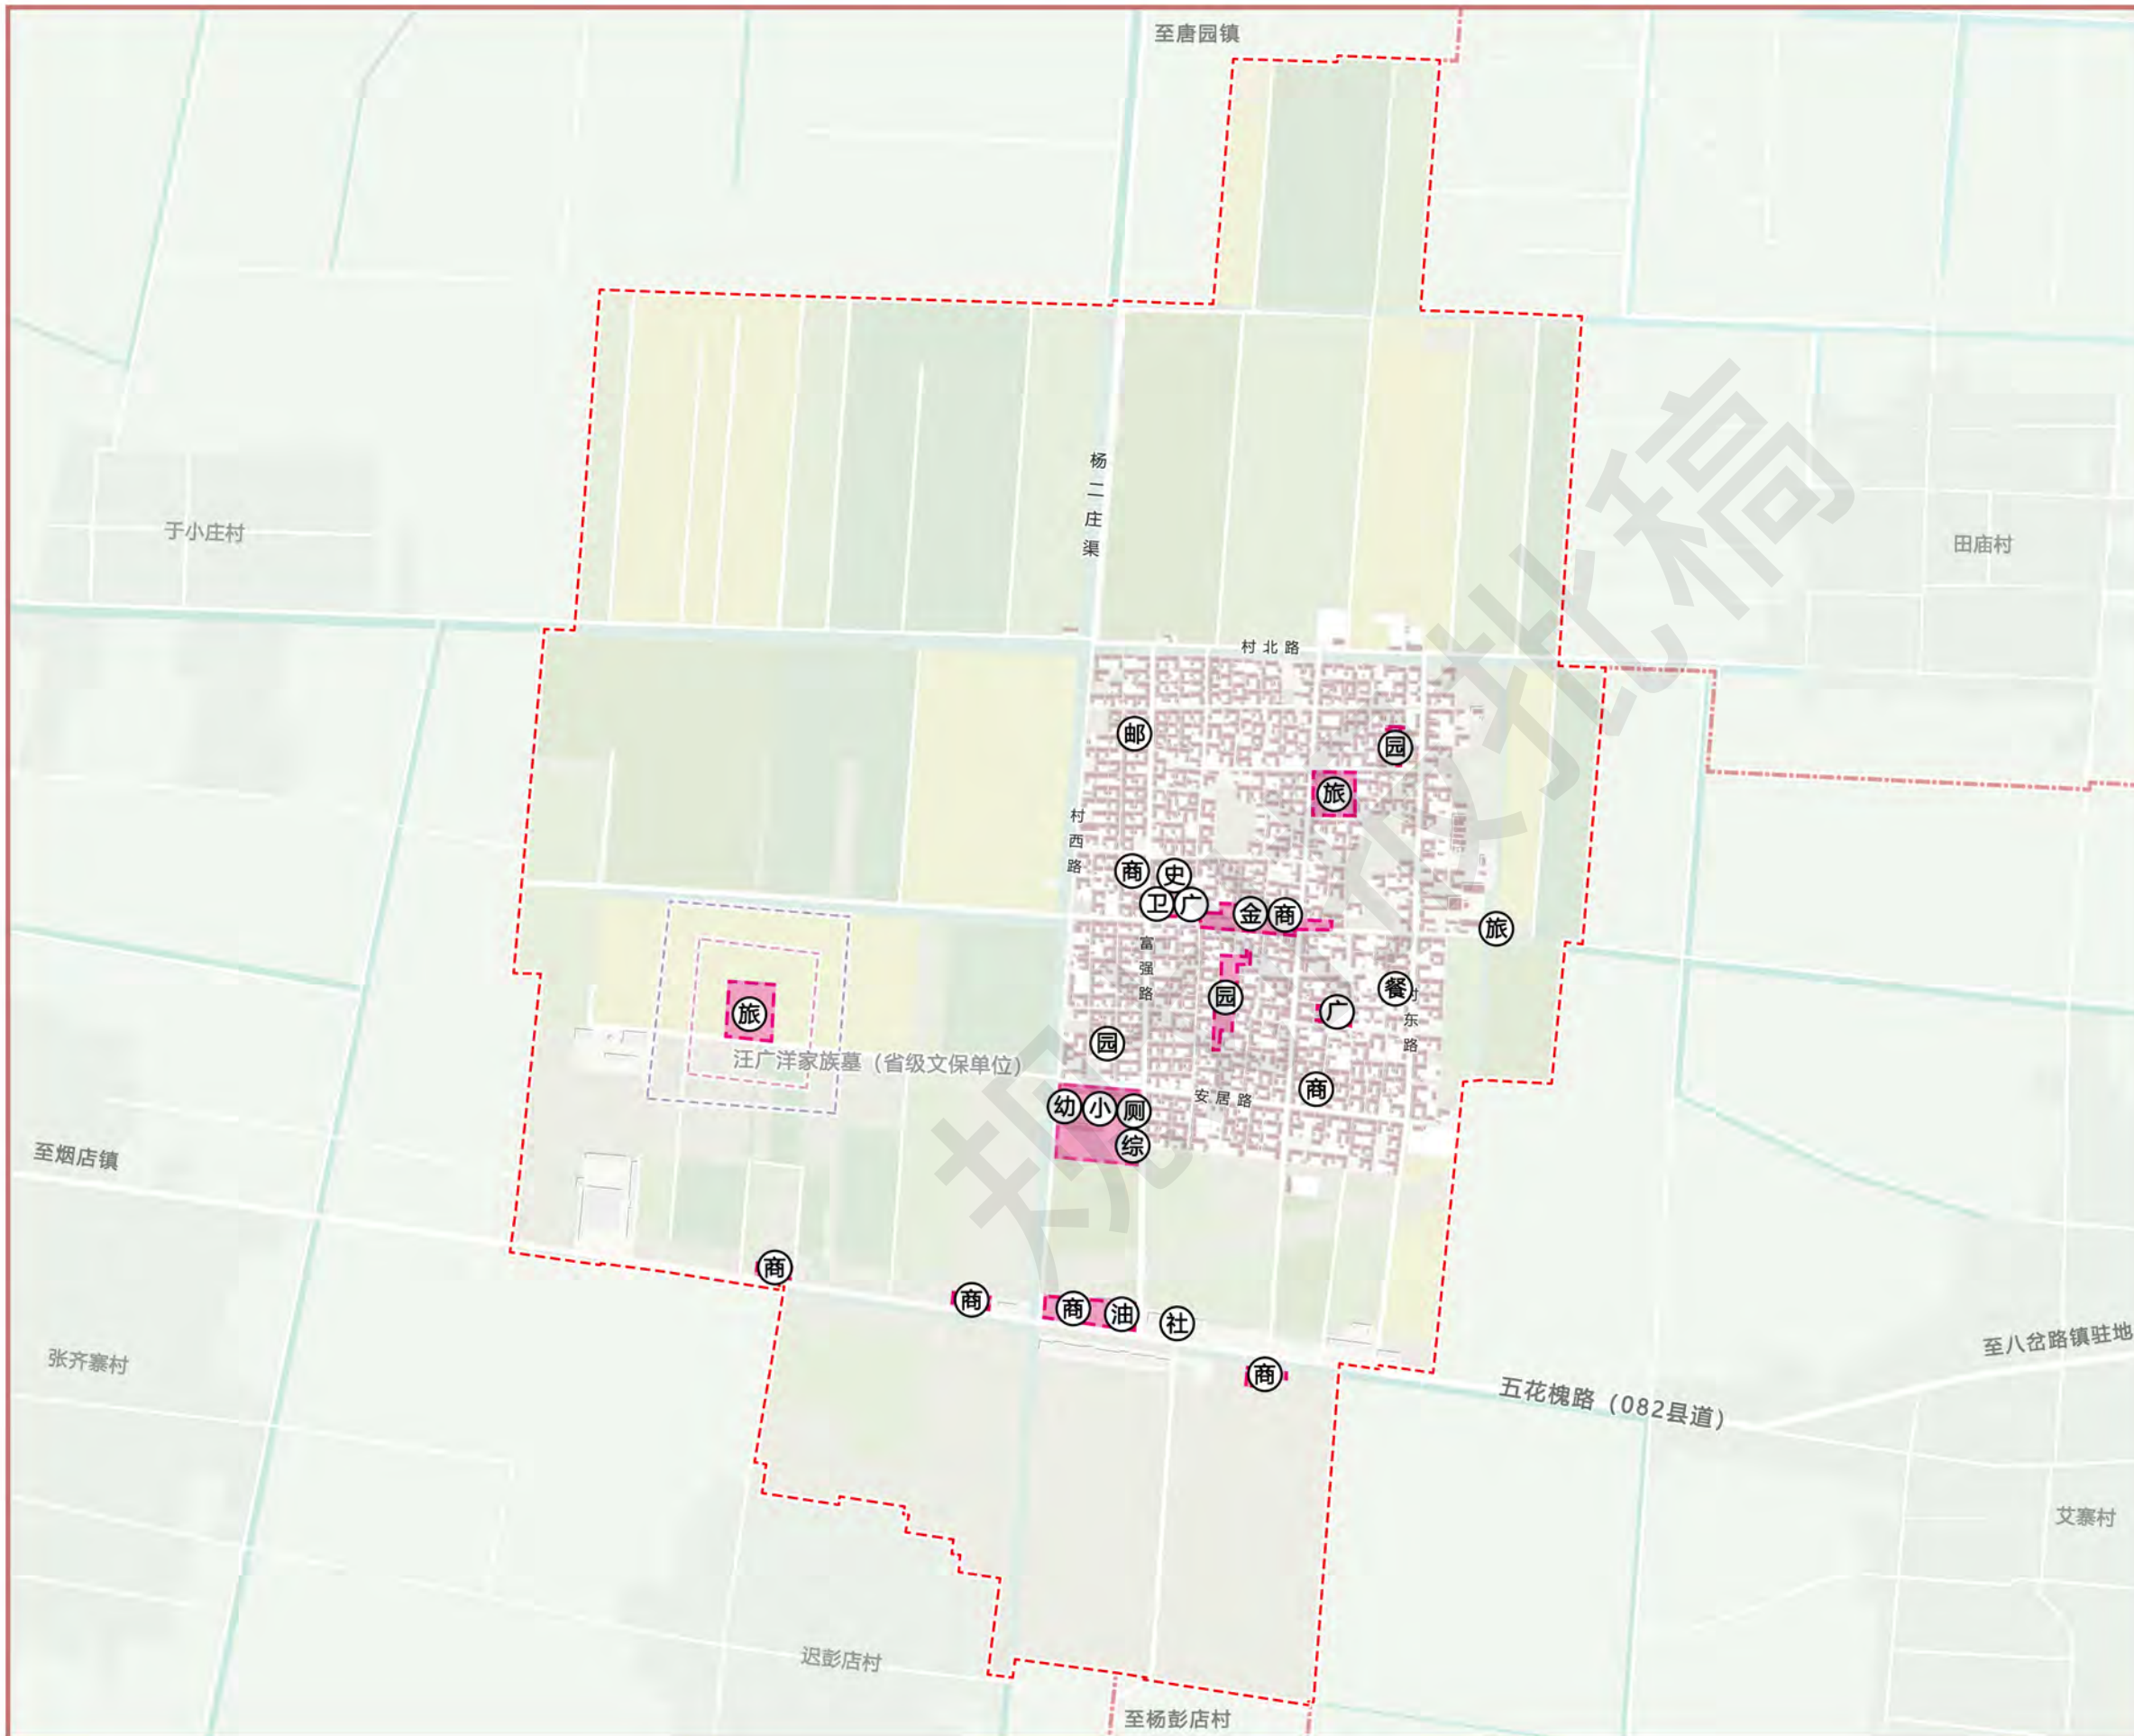 至唐园镇
杨二庄渠
于小庄村
田庙村
村北路
邮
园
旅
村西路
商
史
卫
广
金
商
旅
富强路
餐
园
广
村东路
旅
园
汪广洋家族墓（省级文保单位）
商
安居路
幼
小
厕
综
至烟店镇
商
商
商
油
社
至八岔路镇驻地
张齐寨村
商
五花槐路（082县道）
艾寨村
迟彭店村
至杨彭店村